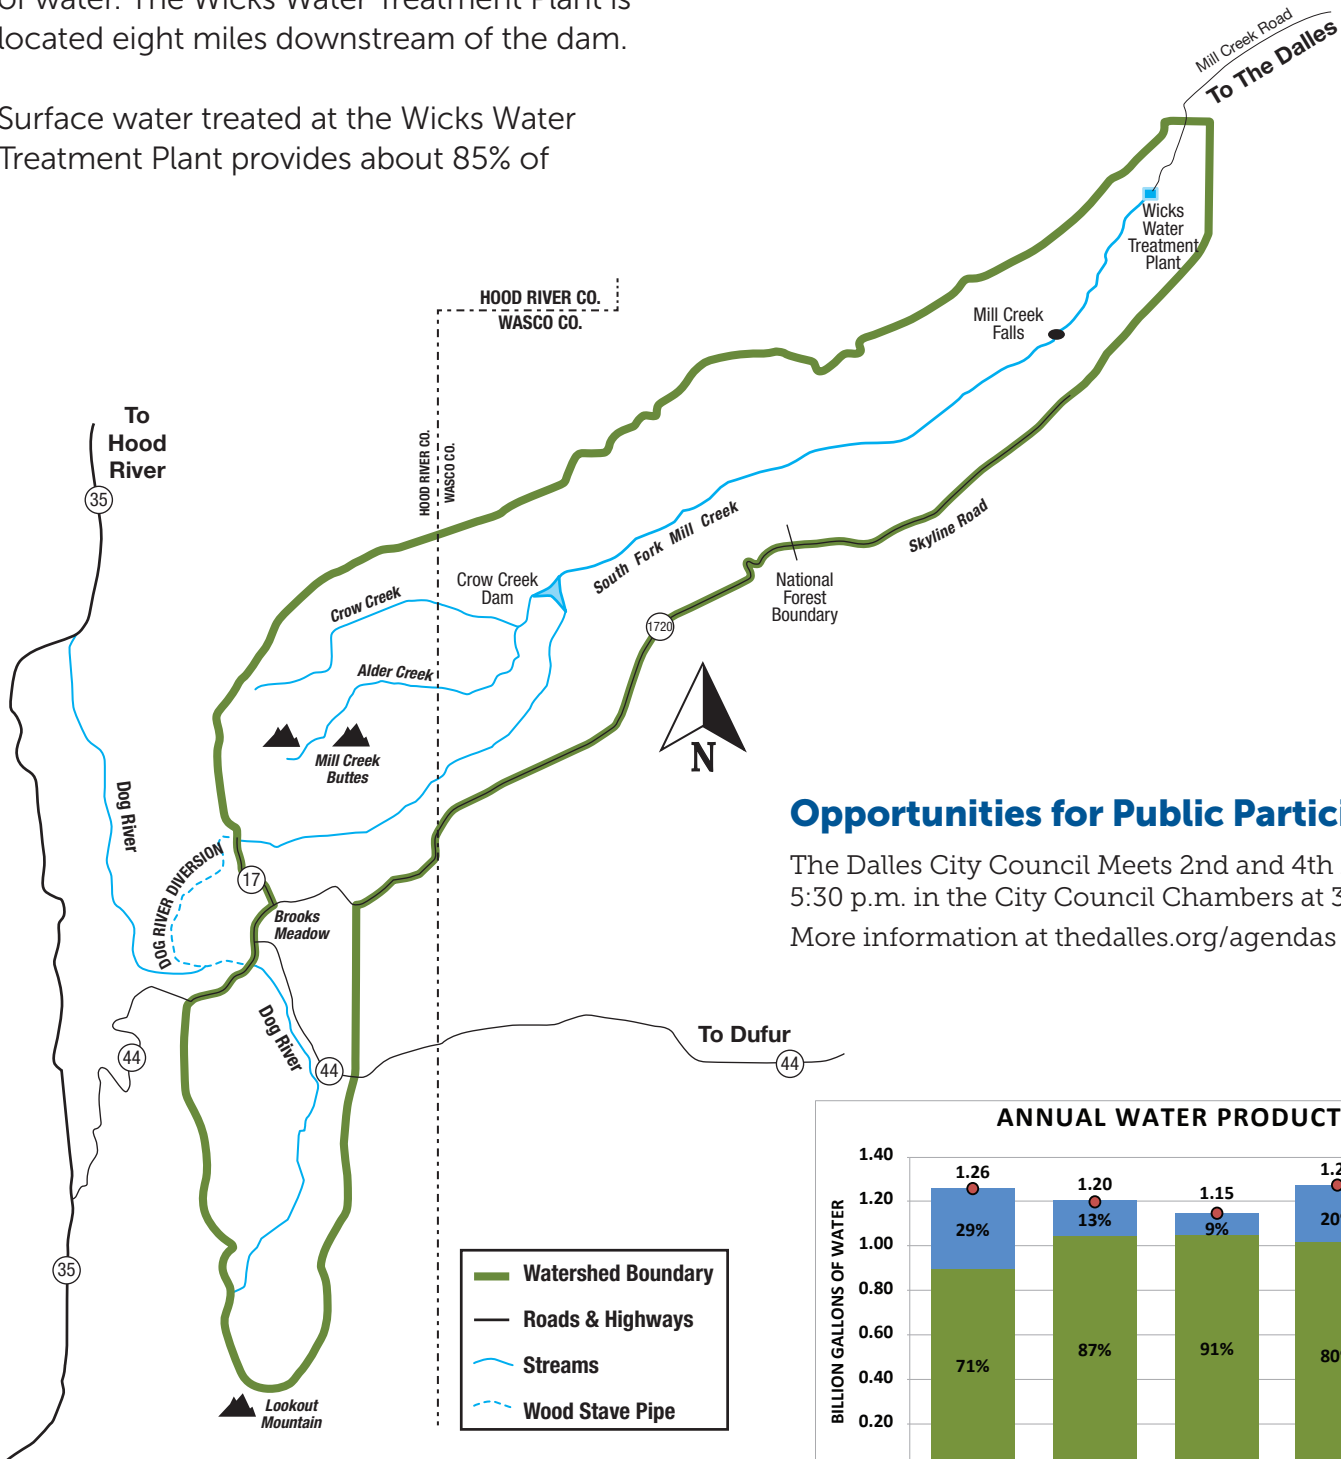 of water. The Wicks Water Treatment Plant is
located eight miles downstream of the dam.
Surface water treated at the Wicks Water
Treatment Plant provides about 85% of
Mill Creek Road
To The Dalles
Wicks
Water
Treatment
Plant
Mill Creek
Falls
HOOD RIVER CO.
WASCO CO.
To
Hood
River
35
HOOD RIVER CO.
WASCO CO.
South Fork Mill Creek
Skyline Road
Crow Creek
Dam
National
Forest
Boundary
Crow Creek
1720
Alder Creek
Mill Creek
Buttes
N
Dog River
DOG RIVER DIVERSION
17
Brooks
Meadow
Opportunities for Public Partici
The Dalles City Council Meets 2nd and 4th
5:30 p.m. in the City Council Chambers at 3
More information at thedalles.org/agendas
Dog River
44
44
To Dufur
44
35
Lookout
Mountain
Watershed Boundary
Roads & Highways
Streams
Wood Stave Pipe
ANNUAL WATER PRODUCT
BILLION GALLONS OF WATER
1.40
1.20
1.00
0.80
0.60
0.40
0.20
1.26
29%
71%
1.20
13%
87%
1.15
9%
91%
1.2
20
80